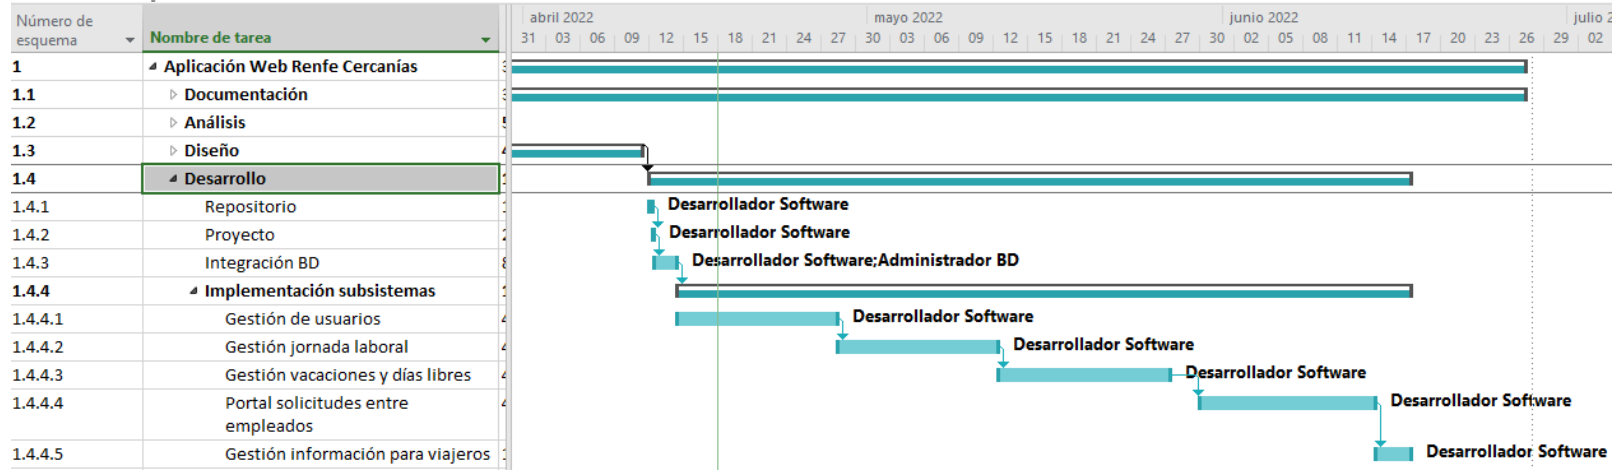 Número de esquema Nombre de tarea
abril 2022 mayo 2022 junio 2022 julio 2
31 03 06 09 12 15 18 21 24 27 30 03 06 09 12 15 18 21 24 27 30 02 05 08 11 14 17 20 23 26 29 02
1 Aplicación Web Renfe Cercanías
1.1 Documentación
1.2 Análisis
1.3 Diseño
1.4 Desarrollo
1.4.1 Repositorio Desarrollador Software
1.4.2 Proyecto Desarrollador Software
1.4.3 Integración BD Desarrollador Software;Administrador BD
1.4.4 Implementación subsistemas
1.4.4.1 Gestión de usuarios Desarrollador Software
1.4.4.2 Gestión jornada laboral Desarrollador Software
1.4.4.3 Gestión vacaciones y días libres Desarrollador Software
1.4.4.4 Portal solicitudes entre Desarrollador Software
empleados
1.4.4.5 Gestión información para viajeros Desarrollador Software